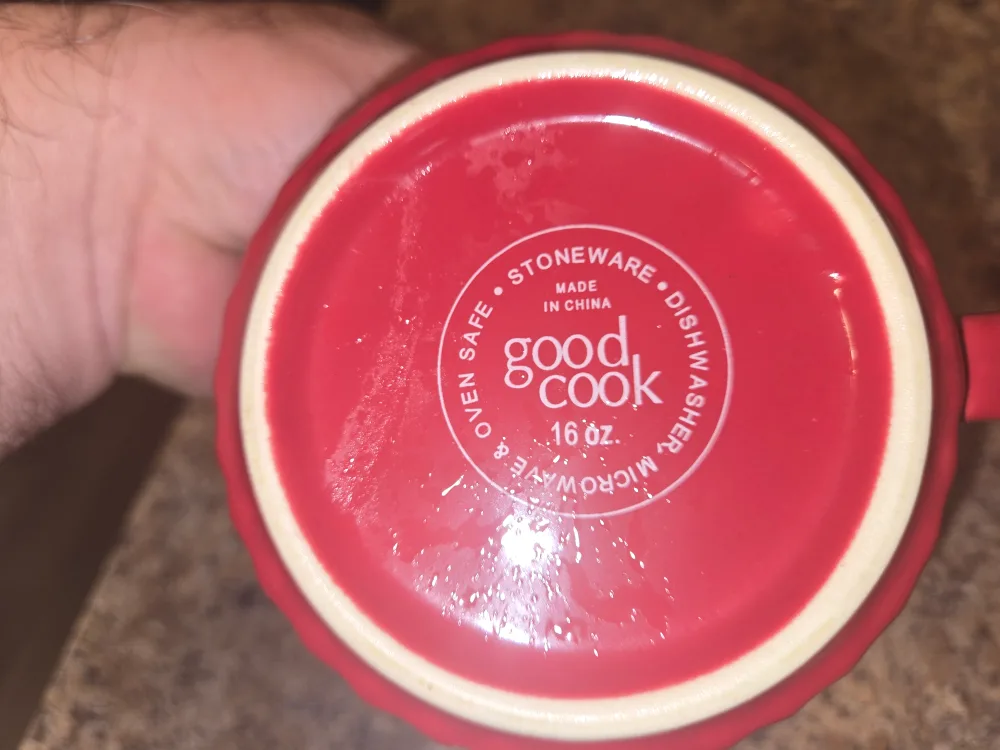 • STONEWARE • DISHWASHER, MICROWAVE & OVEN SAFE
MADE
IN CHINA
good
cook
16 oz.